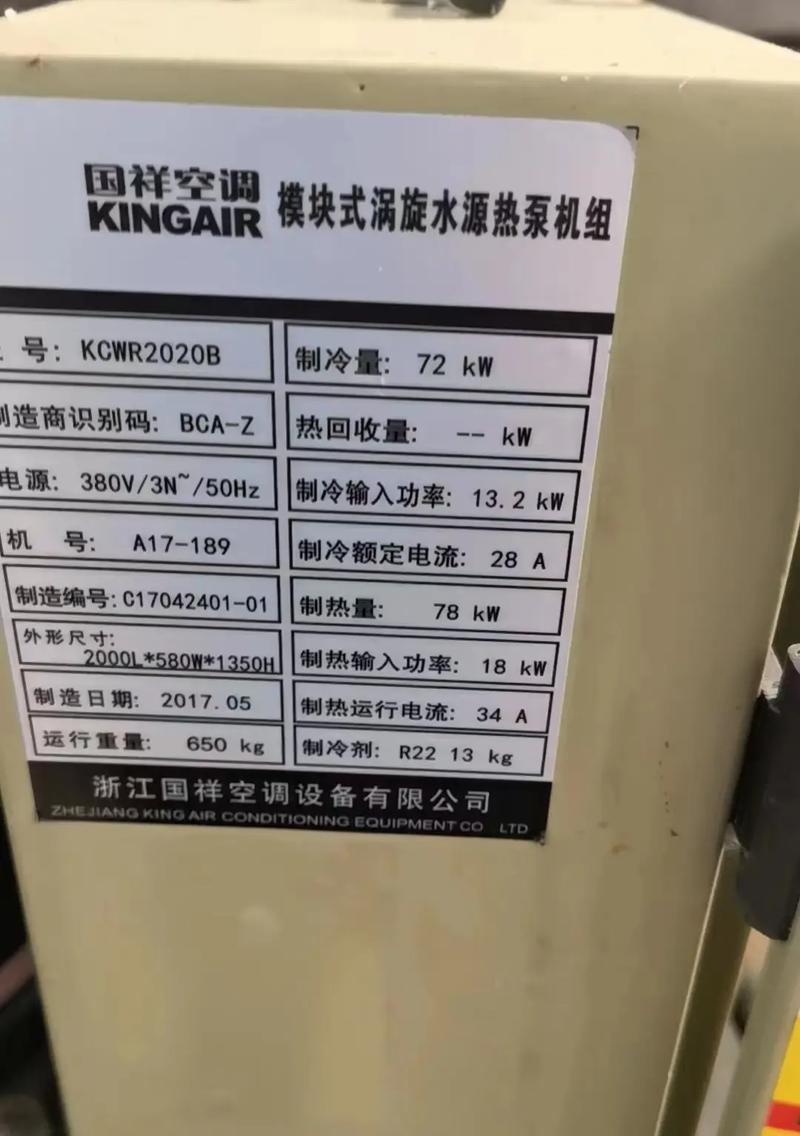 国祥空调
KINGAIR
模块式涡旋水源热泵机组
号: KCWR2020B
制冷量: 72 kW
制造商识别码: BCA-Z
热回收量: -- kW
电源: 380V/3N~/50Hz
制冷输入功率: 13.2 kW
机 号: A17-189
制冷额定电流: 28 A
制造编号: C17042401-01
制热量: 78 kW
外形尺寸:
2000L*580W*1350H
制热输入功率: 18 kW
制造日期: 2017.05
制热运行电流: 34 A
运行重量: 650 kg
制冷剂: R22 13 kg
浙江国祥空调设备有限公司
ZHEJIANG KING AIR CONDITIONING EQUIPMENT CO LTD